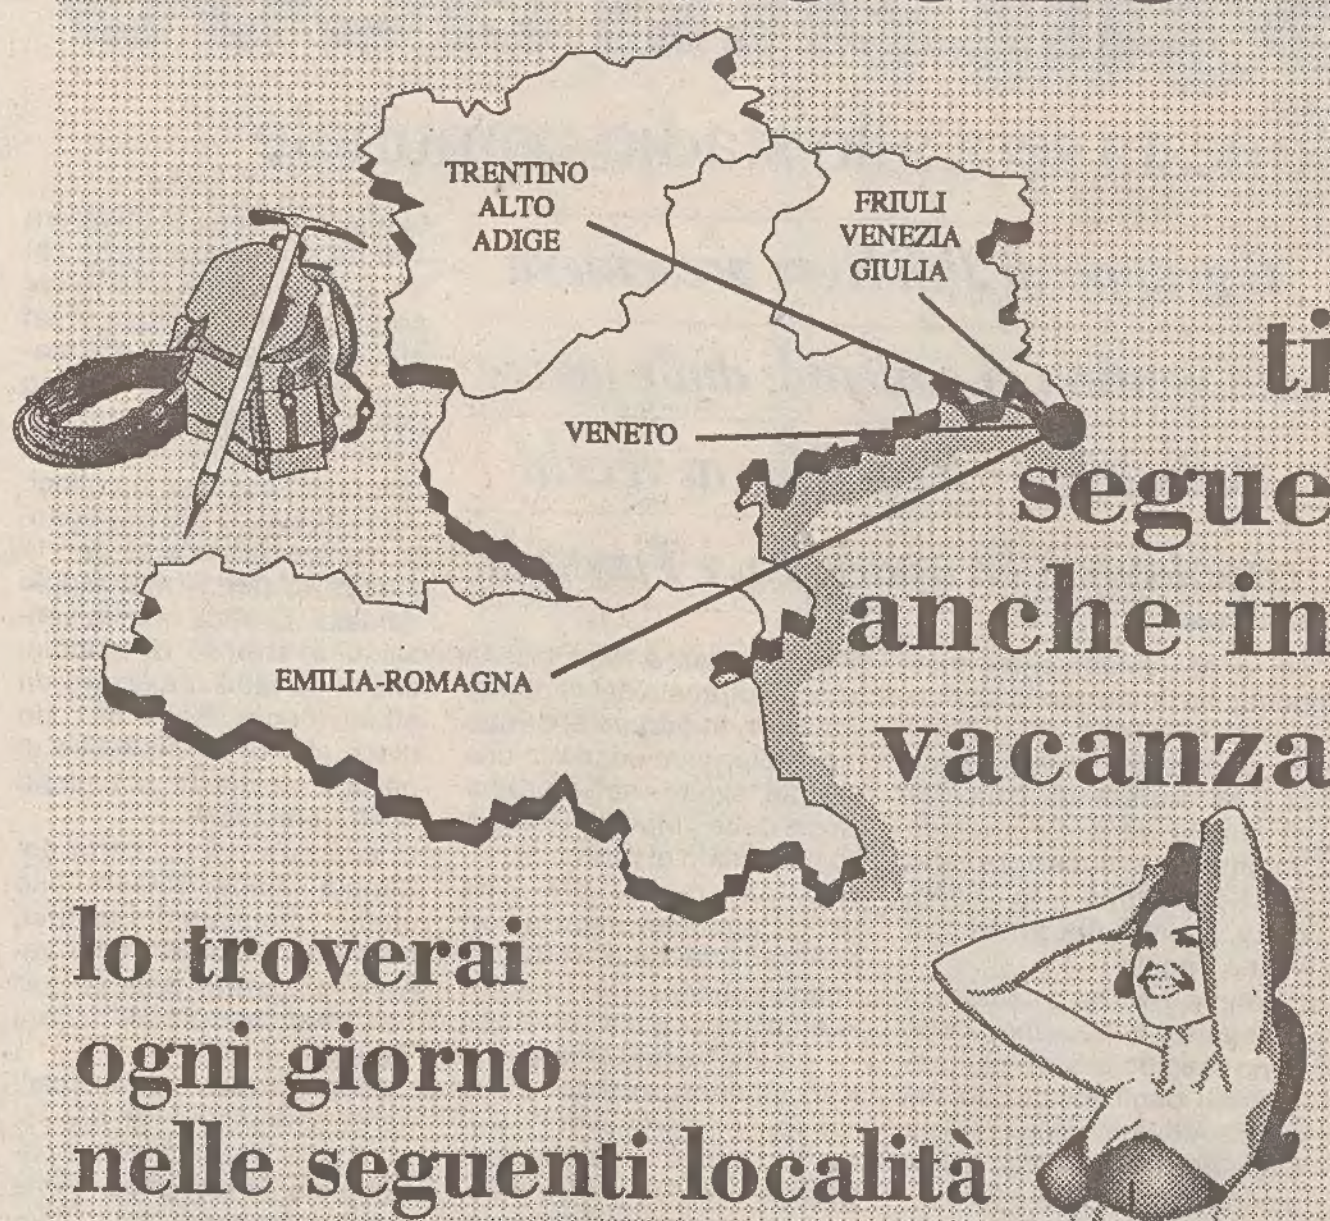 TRENTINO
ALTO
ADIGE
FRIULI
VENEZIA
GIULIA
VENETO
EMILIA-ROMAGNA
ti
segue
anche in
vacanza
lo troverai
ogni giorno
nelle seguenti località